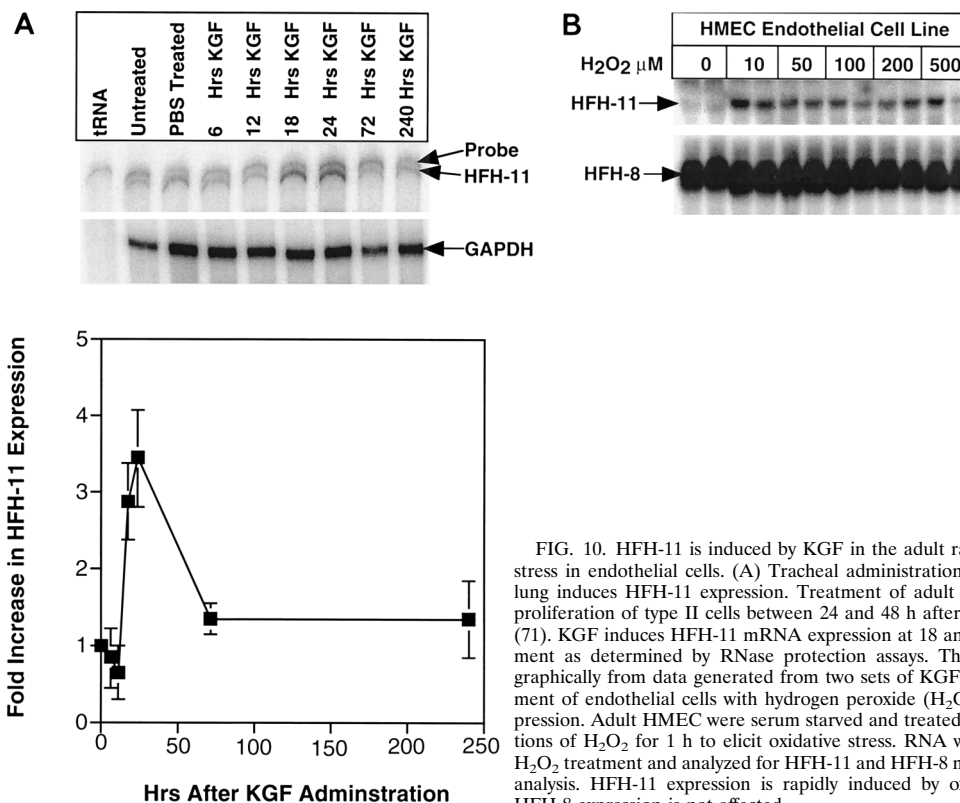 A
tRNA
Untreated
PBS Treated
6 Hrs KGF
12 Hrs KGF
18 Hrs KGF
24 Hrs KGF
72 Hrs KGF
240 Hrs KGF
Probe
HFH-11
GAPDH
B
HMEC Endothelial Cell Line
H2O2 μM 0 10 50 100 200 500
HFH-11
HFH-8
Fold Increase in HFH-11 Expression
5
4
3
2
1
0
0 50 100 150 200 250
Hrs After KGF Adminstration
FIG. 10. HFH-11 is induced by KGF in the adult
stress in endothelial cells. (A) Tracheal administration
lung induces HFH-11 expression. Treatment of adult
proliferation of type II cells between 24 and 48 h after
(71). KGF induces HFH-11 mRNA expression at 18
ment as determined by RNase protection assays.
graphically from data generated from two sets of KGF
ment of endothelial cells with hydrogen peroxide
pression. Adult HMEC were serum starved and treated
tions of H2O2 for 1 h to elicit oxidative stress. RNA
H2O2 treatment and analyzed for HFH-11 and HFH-8
analysis. HFH-11 expression is rapidly induced by
HFH-8 expression is not affected